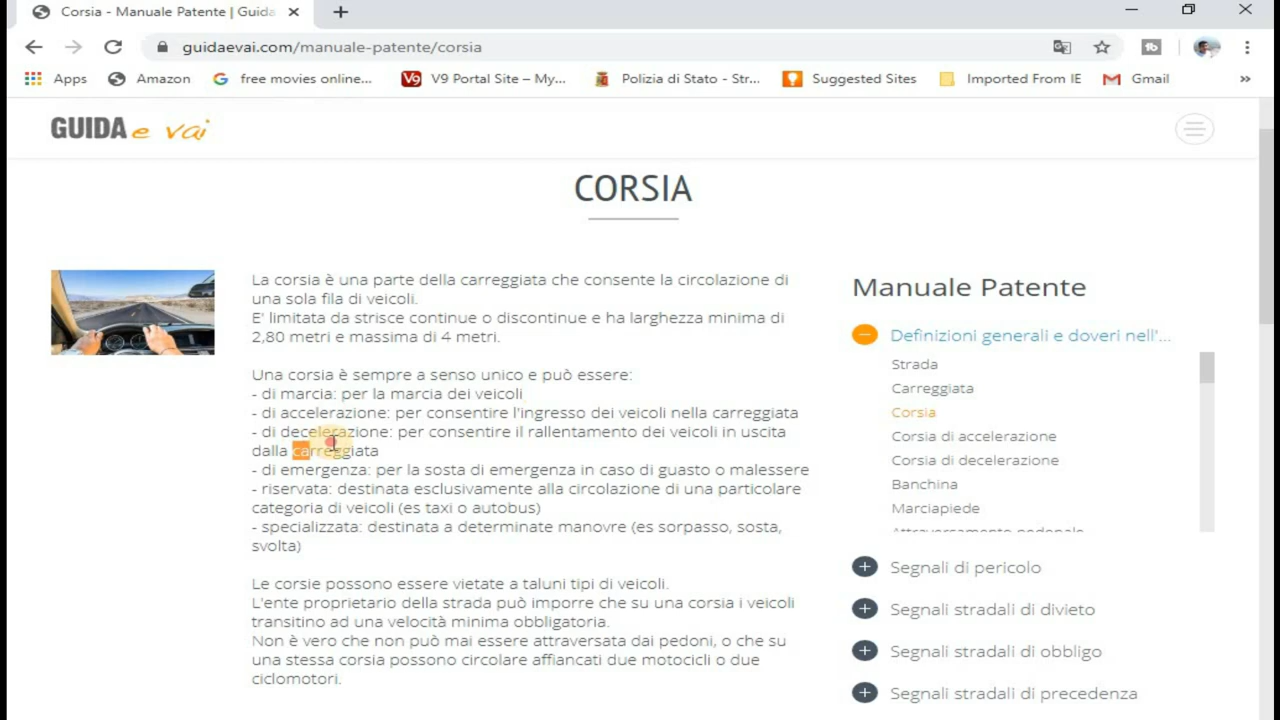 Corsia - Manuale Patente | Guida
guidaevai.com/manuale-patente/corsia
Apps Amazon free movies online... V9 Portal Site – My... Polizia di Stato - Str... Suggested Sites Imported From IE Gmail »
GUIDA e vai
CORSIA
La corsia è una parte della carreggiata che consente la circolazione di
una sola fila di veicoli.
E' limitata da strisce continue o discontinue e ha larghezza minima di
2,80 metri e massima di 4 metri.
Una corsia è sempre a senso unico e può essere:
- di marcia: per la marcia dei veicoli
- di accelerazione: per consentire l'ingresso dei veicoli nella carreggiata
- di decelerazione: per consentire il rallentamento dei veicoli in uscita
dalla carreggiata
- di emergenza: per la sosta di emergenza in caso di guasto o malessere
- riservata: destinata esclusivamente alla circolazione di una particolare
categoria di veicoli (es taxi o autobus)
- specializzata: destinata a determinate manovre (es sorpasso, sosta,
svolta)
Le corsie possono essere vietate a taluni tipi di veicoli.
L'ente proprietario della strada può imporre che su una corsia i veicoli
transitino ad una velocità minima obbligatoria.
Non è vero che non può mai essere attraversata dai pedoni, o che su
una stessa corsia possono circolare affiancati due motocicli o due
ciclomotori.
Manuale Patente
Definizioni generali e doveri nell'...
Strada
Carreggiata
Corsia
Corsia di accelerazione
Corsia di decelerazione
Banchina
Marciapiede
Attraversamento pedonale
Segnali di pericolo
Segnali stradali di divieto
Segnali stradali di obbligo
Segnali stradali di precedenza